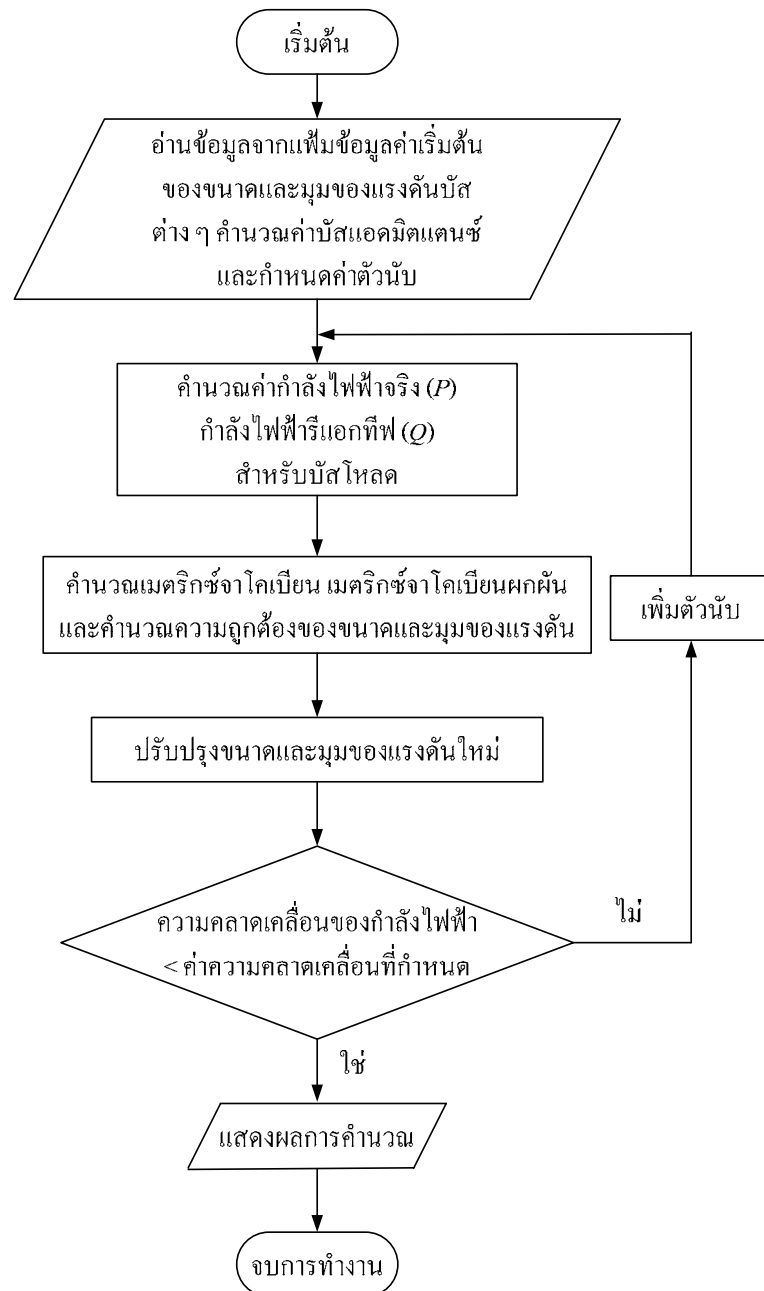 เริ่มต้น
อ่านข้อมูลจากแฟ้มข้อมูลค่าเริ่มต้น
ของขนาดและมุมของแรงดันบัส
ต่าง ๆ คำนวณค่าบัสแอดมิตแตนซ์
และกำหนดค่าตัวนับ
คำนวณค่ากำลังไฟฟ้าจริง (P)
กำลังไฟฟ้ารีแอกทีฟ (Q)
สำหรับบัสโหลด
คำนวณเมตริกซ์จาโคเบียน เมตริกซ์จาโคเบียนผกผัน
และคำนวณความถูกต้องของขนาดและมุมของแรงดัน
เพิ่มตัวนับ
ปรับปรุงขนาดและมุมของแรงดันใหม่
ความคลาดเคลื่อนของกำลังไฟฟ้า
< ค่าความคลาดเคลื่อนที่กำหนด
ไม่
ใช่
แสดงผลการคำนวณ
จบการทำงาน